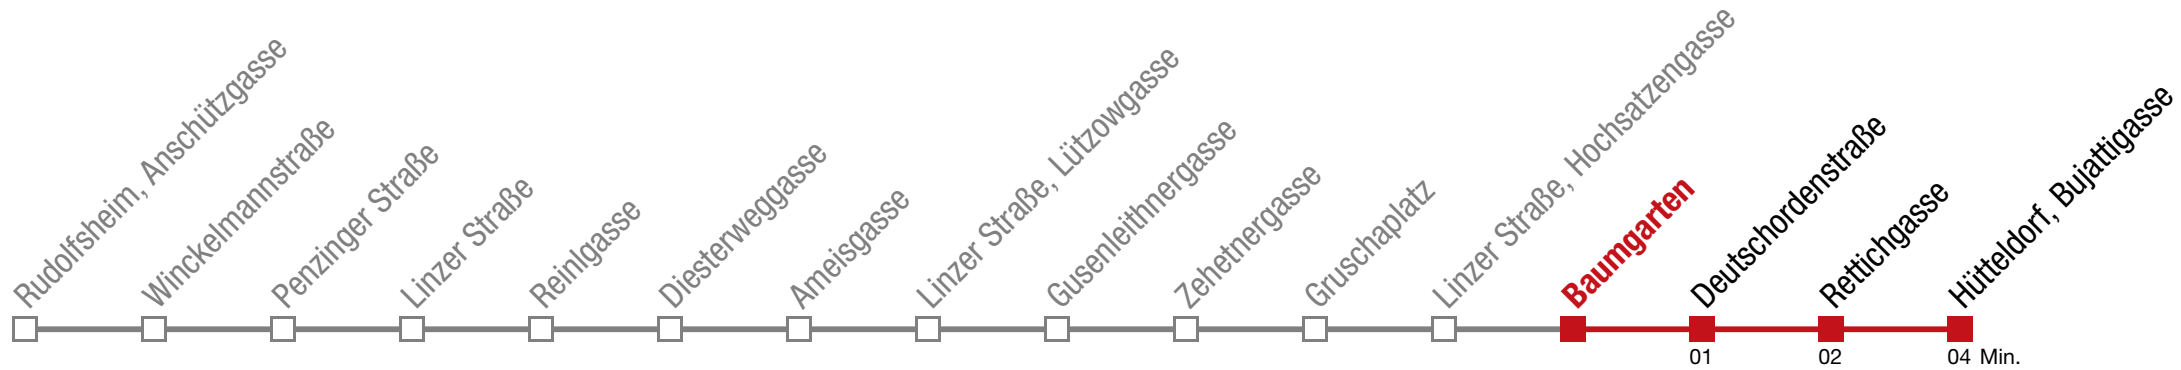 Rudolfsheim, Anschützgasse
Winckelmannstraße
Penzinger Straße
Linzer Straße
Reinlgasse
Diesterweggasse
Ameisgasse
Linzer Straße, Lützowgasse
Gusenleithnergasse
Zehetnergasse
Gruschaplatz
Linzer Straße, Hochsatzengasse
Baumgarten
Deutschordenstraße
Rettichgasse
Hütteldorf, Bujattigasse
01
02
04 Min.